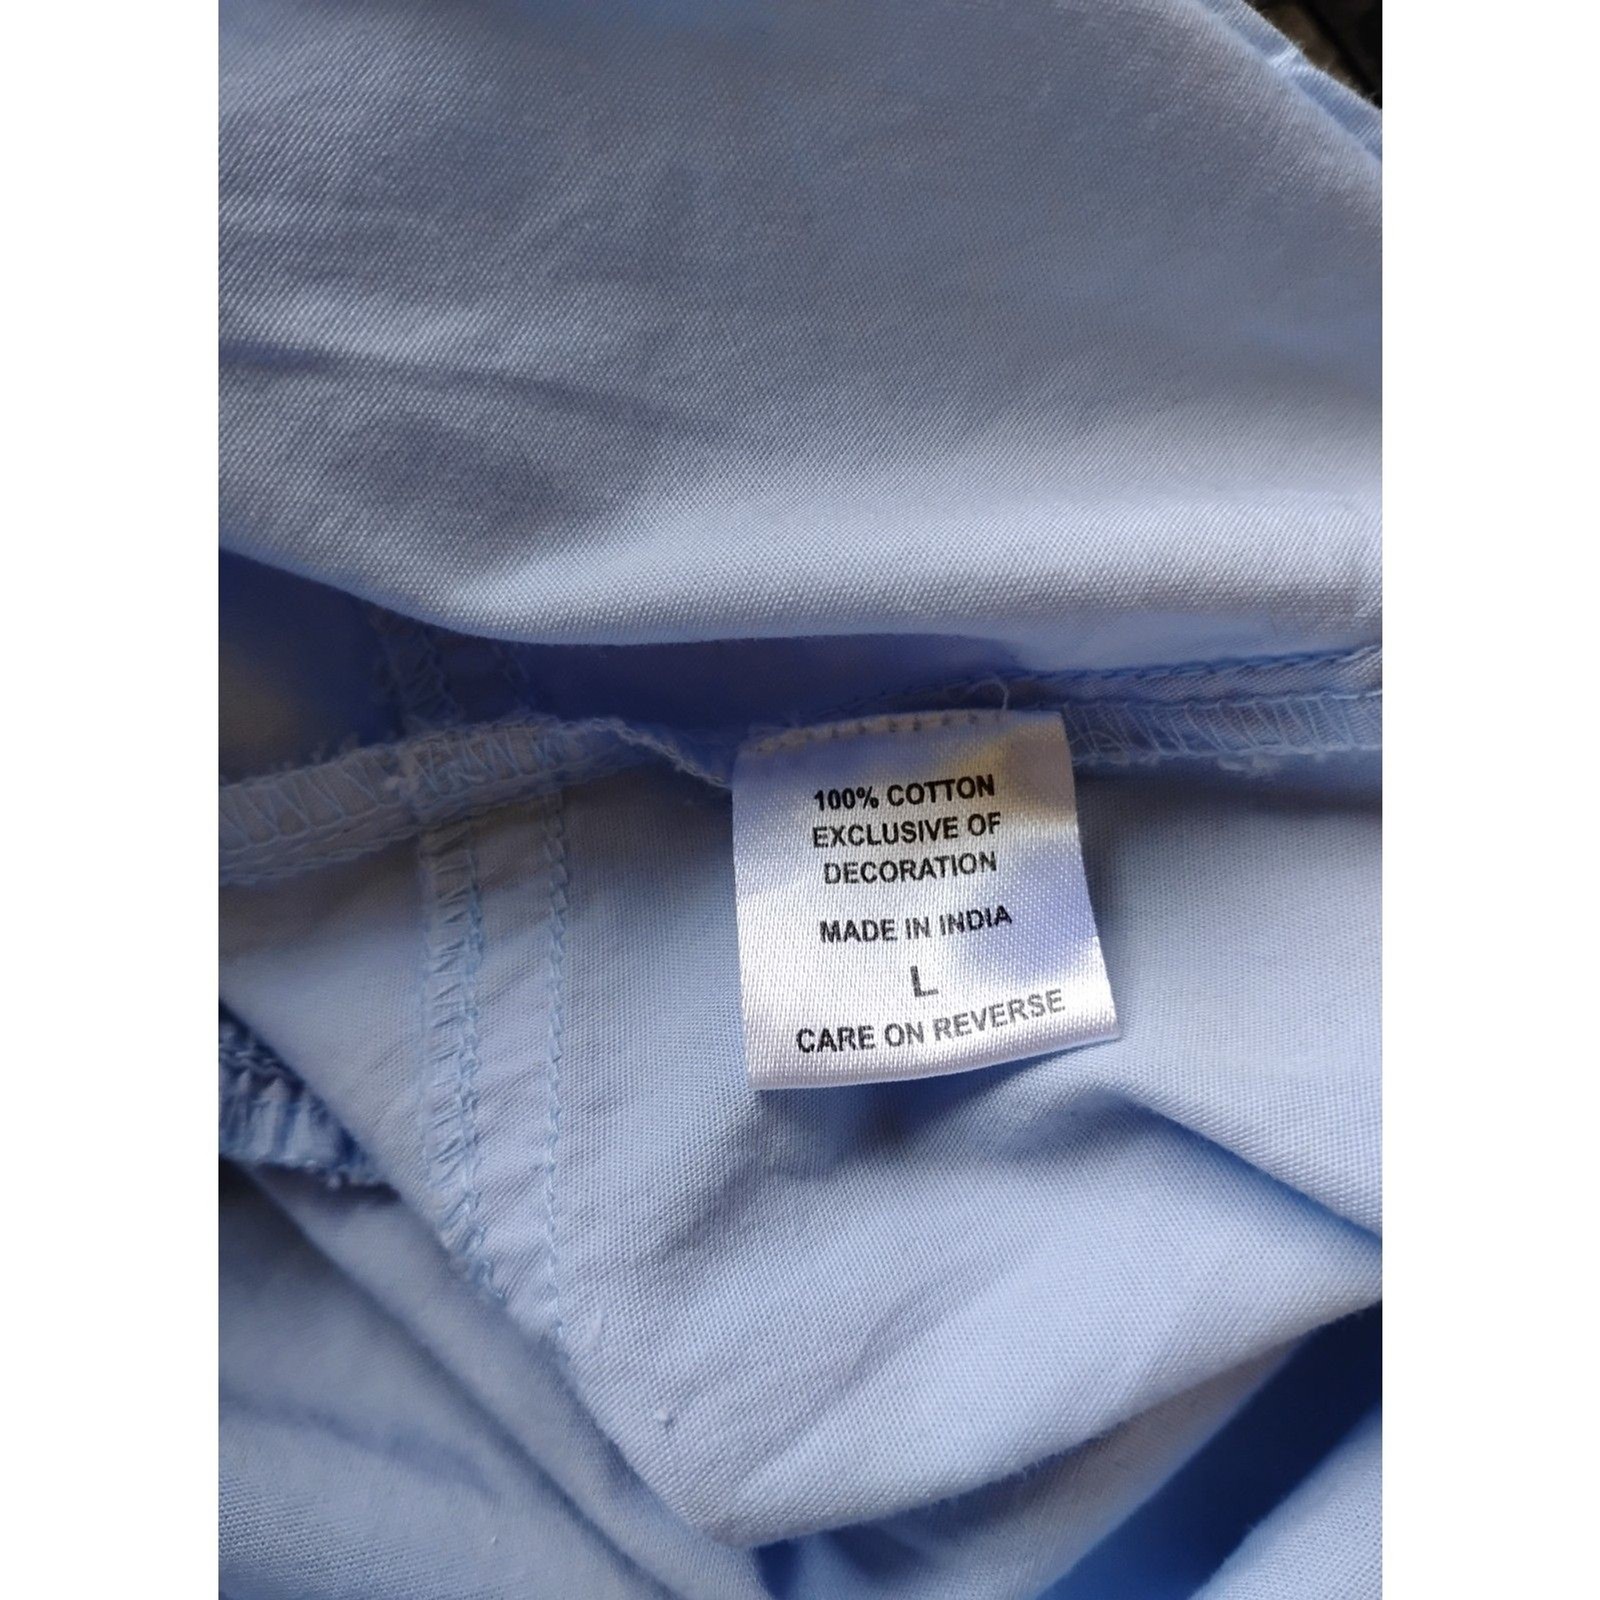 100% COTTON
EXCLUSIVE OF
DECORATION
MADE IN INDIA
L
CARE ON REVERSE